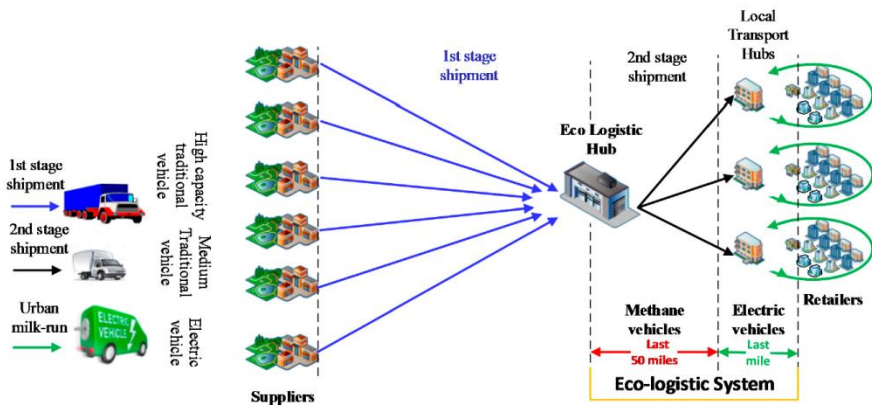 1st stage
shipment
High capacity
traditional
vehicle
2nd stage
shipment
Medium
Traditional
vehicle
Urban
milk-run
ELECTRIC
VEHICLE
Electric
vehicle
Suppliers
1st stage
shipment
Eco Logistic
Hub
2nd stage
shipment
Local
Transport
Hubs
Retailers
Methane
vehicles
Last
50 miles
Electric
vehicles
Last
mile
Eco-logistic System